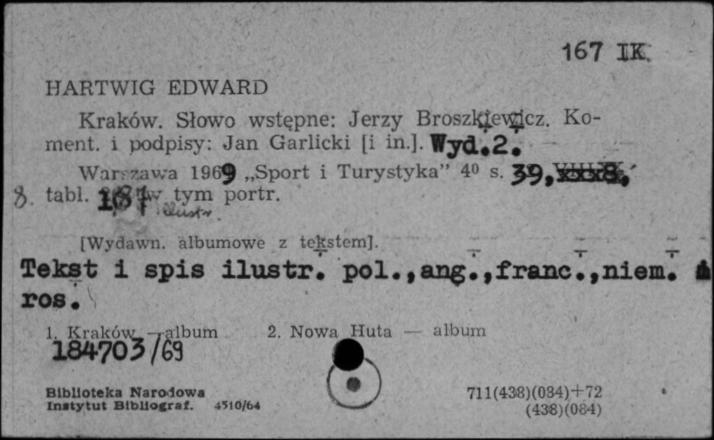 167 IK.
HARTWIG EDWARD
Kraków. Słowo wstępne: Jerzy Broszkiewicz. Ko-
ment. i podpisy: Jan Garlicki [i in.]. Wyd.2.
Warszawa 1969 „Sport i Turystyka” 4⁰ s. 39,
8. tabl. 187 w tym portr.
ilustr.
[Wydawn. albumowe z tekstem].
Tekst i spis ilustr. pol.,ang.,franc.,niem.
ros.
1. Kraków — album 2. Nowa Huta — album
184703/69
Biblioteka Narodowa
Instytut Bibliograf. 4510/64
711(438)(084)+72
(438)(084)